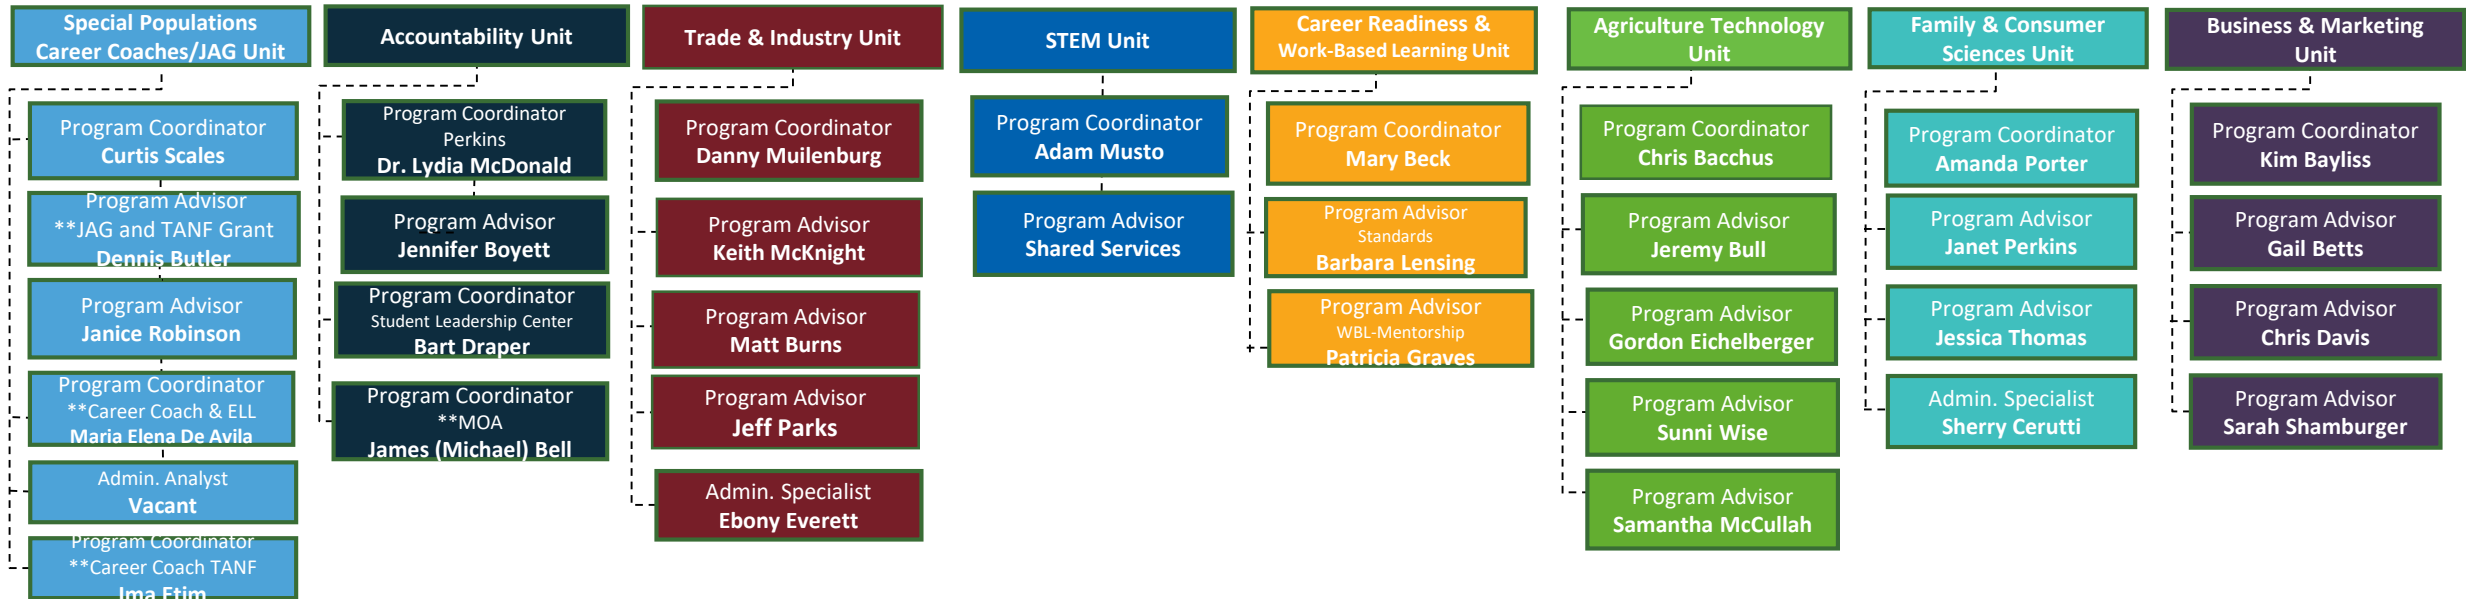 Special Populations
Career Coaches/JAG Unit
Program Coordinator
Curtis Scales
Program Advisor
**JAG and TANF Grant
Dennis Butler
Program Advisor
Janice Robinson
Program Coordinator
**Career Coach & ELL
Maria Elena De Avila
Admin. Analyst
Vacant
Program Coordinator
**Career Coach TANF
Ima Etim
Accountability Unit
Program Coordinator
Perkins
Dr. Lydia McDonald
Program Advisor
Jennifer Boyett
Program Coordinator
Student Leadership Center
Bart Draper
Program Coordinator
**MOA
James (Michael) Bell
Trade & Industry Unit
Program Coordinator
Danny Muilenburg
Program Advisor
Keith McKnight
Program Advisor
Matt Burns
Program Advisor
Jeff Parks
Admin. Specialist
Ebony Everett
STEM Unit
Program Coordinator
Adam Musto
Program Advisor
Shared Services
Career Readiness &
Work-Based Learning Unit
Program Coordinator
Mary Beck
Program Advisor
Standards
Barbara Lensing
Program Advisor
WBL-Mentorship
Patricia Graves
Agriculture Technology
Unit
Program Coordinator
Chris Bacchus
Program Advisor
Jeremy Bull
Program Advisor
Gordon Eichelberger
Program Advisor
Sunni Wise
Program Advisor
Samantha McCullah
Family & Consumer
Sciences Unit
Program Coordinator
Amanda Porter
Program Advisor
Janet Perkins
Program Advisor
Jessica Thomas
Admin. Specialist
Sherry Cerutti
Business & Marketing
Unit
Program Coordinator
Kim Bayliss
Program Advisor
Gail Betts
Program Advisor
Chris Davis
Program Advisor
Sarah Shamburger